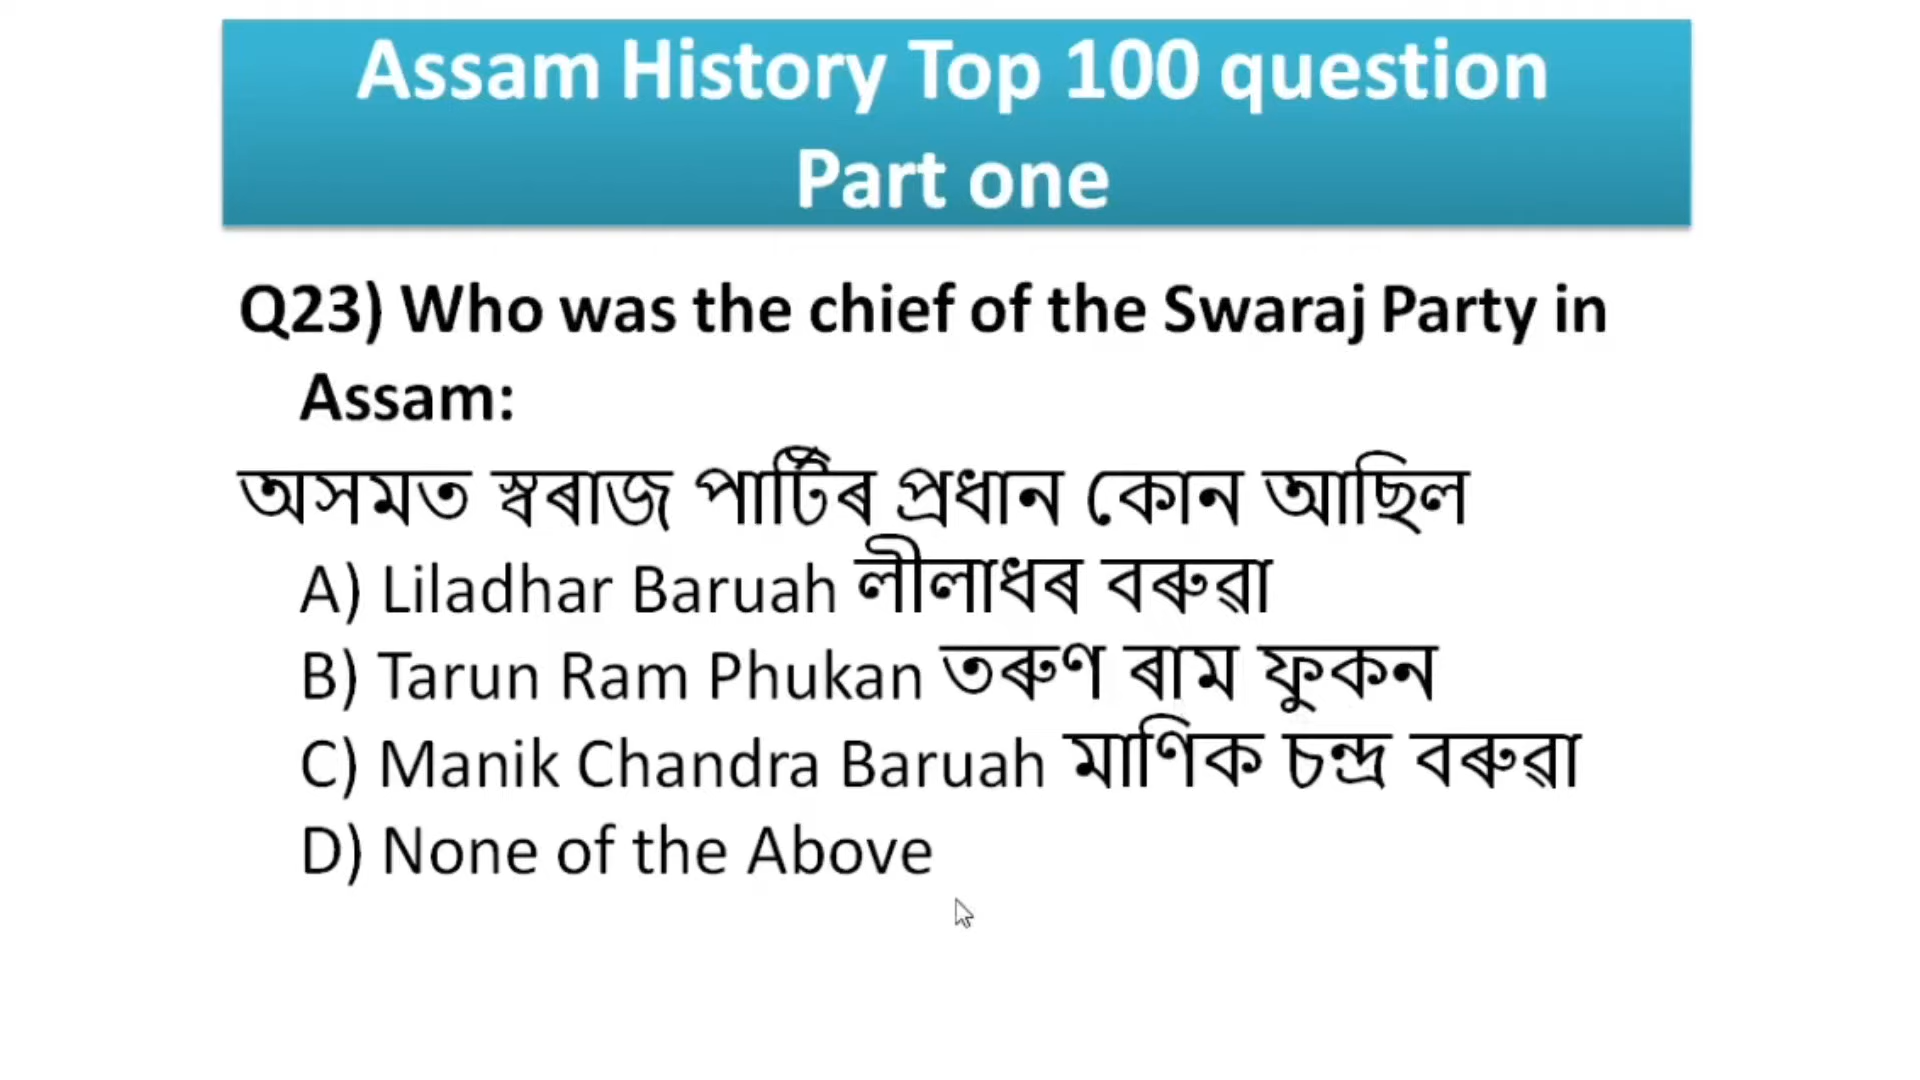 Assam History Top 100 question
Part one
Q23) Who was the chief of the Swaraj Party in
Assam:
অসমত স্বৰাজ পাৰ্টিৰ প্ৰধান কোন আছিল
A) Liladhar Baruah লীলাধৰ বৰুৱা
B) Tarun Ram Phukan তৰুণ ৰাম ফুকন
C) Manik Chandra Baruah মাণিক চন্দ্ৰ বৰুৱা
D) None of the Above